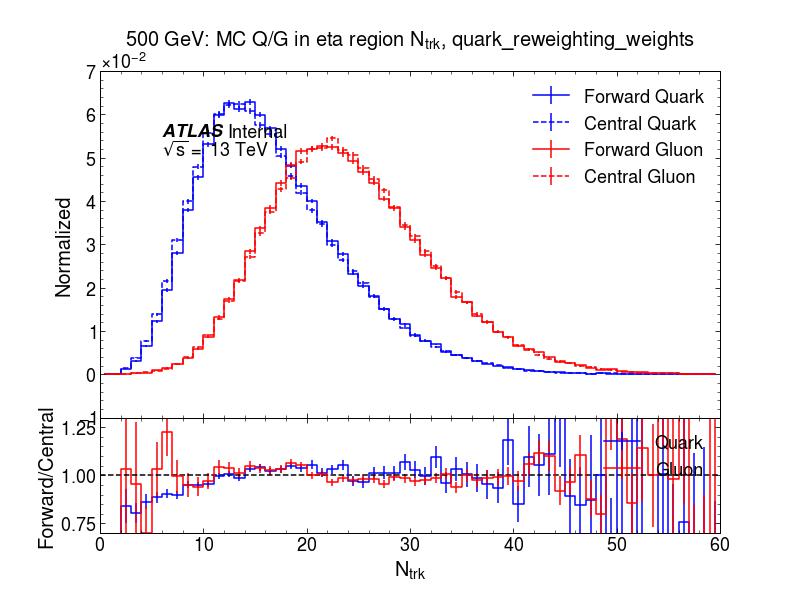 500 GeV: MC Q/G in eta region Ntrk, quark_reweighting_weights
×10−2
7
6
5
4
3
2
1
0
1
Normalized
ATLAS Internal
√s = 13 TeV
Forward Quark
Central Quark
Forward Gluon
Central Gluon
1.25
1.00
0.75
Forward/Central
Quark
Gluon
0 10 20 30 40 50 60
Ntrk